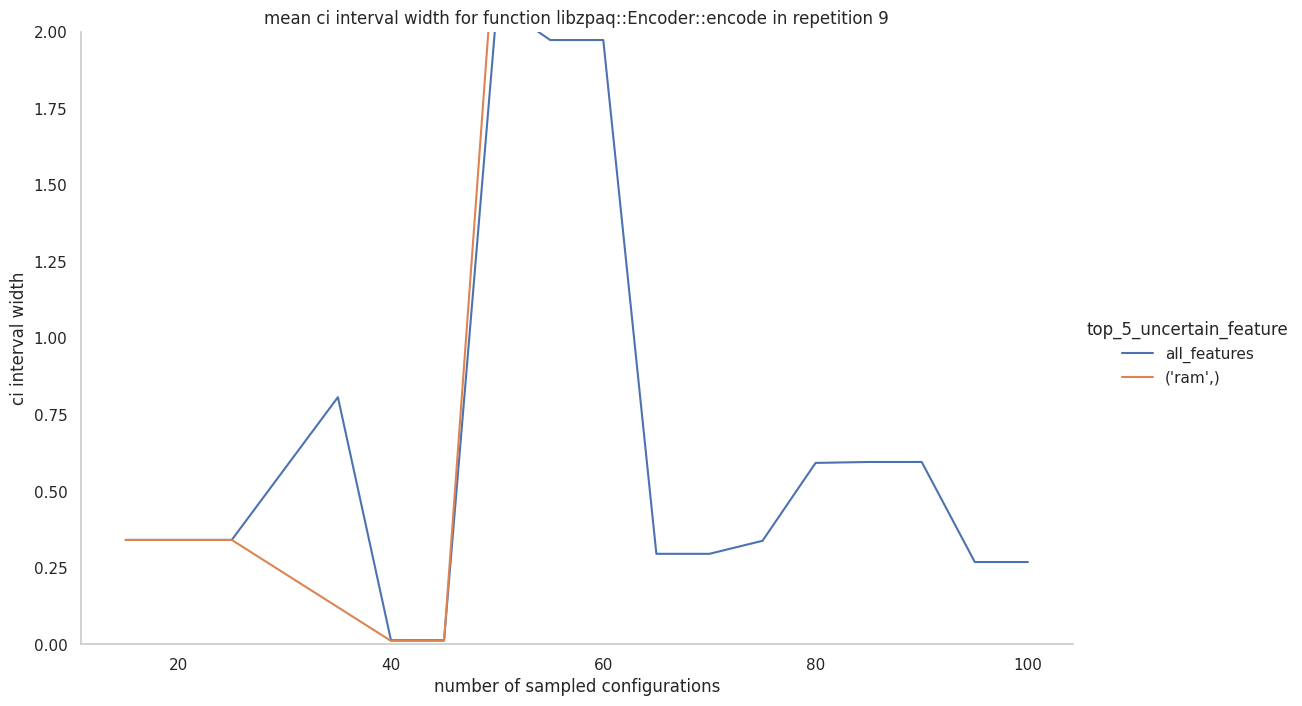 mean ci interval width for function libzpaq::Encoder::encode in repetition 9
2.00
1.75
1.50
1.25
1.00
0.75
0.50
0.25
0.00
ci interval width
20
40
60
80
100
number of sampled configurations
top_5_uncertain_feature
all_features
('ram',)